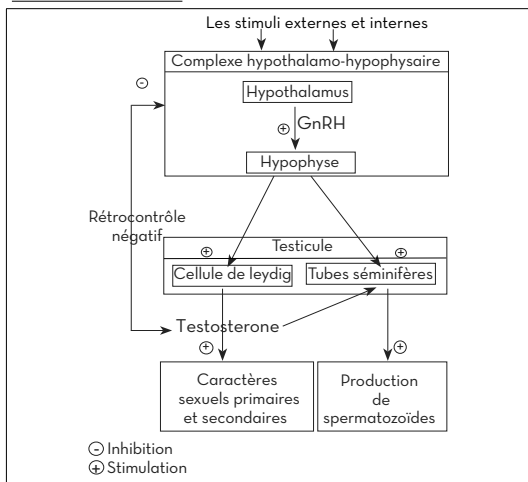 Les stimuli externes et internes
Complexe hypothalamo-hypophysaire
⊖
Hypothalamus
⊕ GnRH
Hypophyse
Rétrocontrôle
négatif
Testicule
⊕ ⊕
Cellule de leydig Tubes séminifères
Testosterone
⊕ ⊕
Caractères
sexuels primaires
et secondaires
Production
de
spermatozoïdes
⊖ Inhibition
⊕ Stimulation